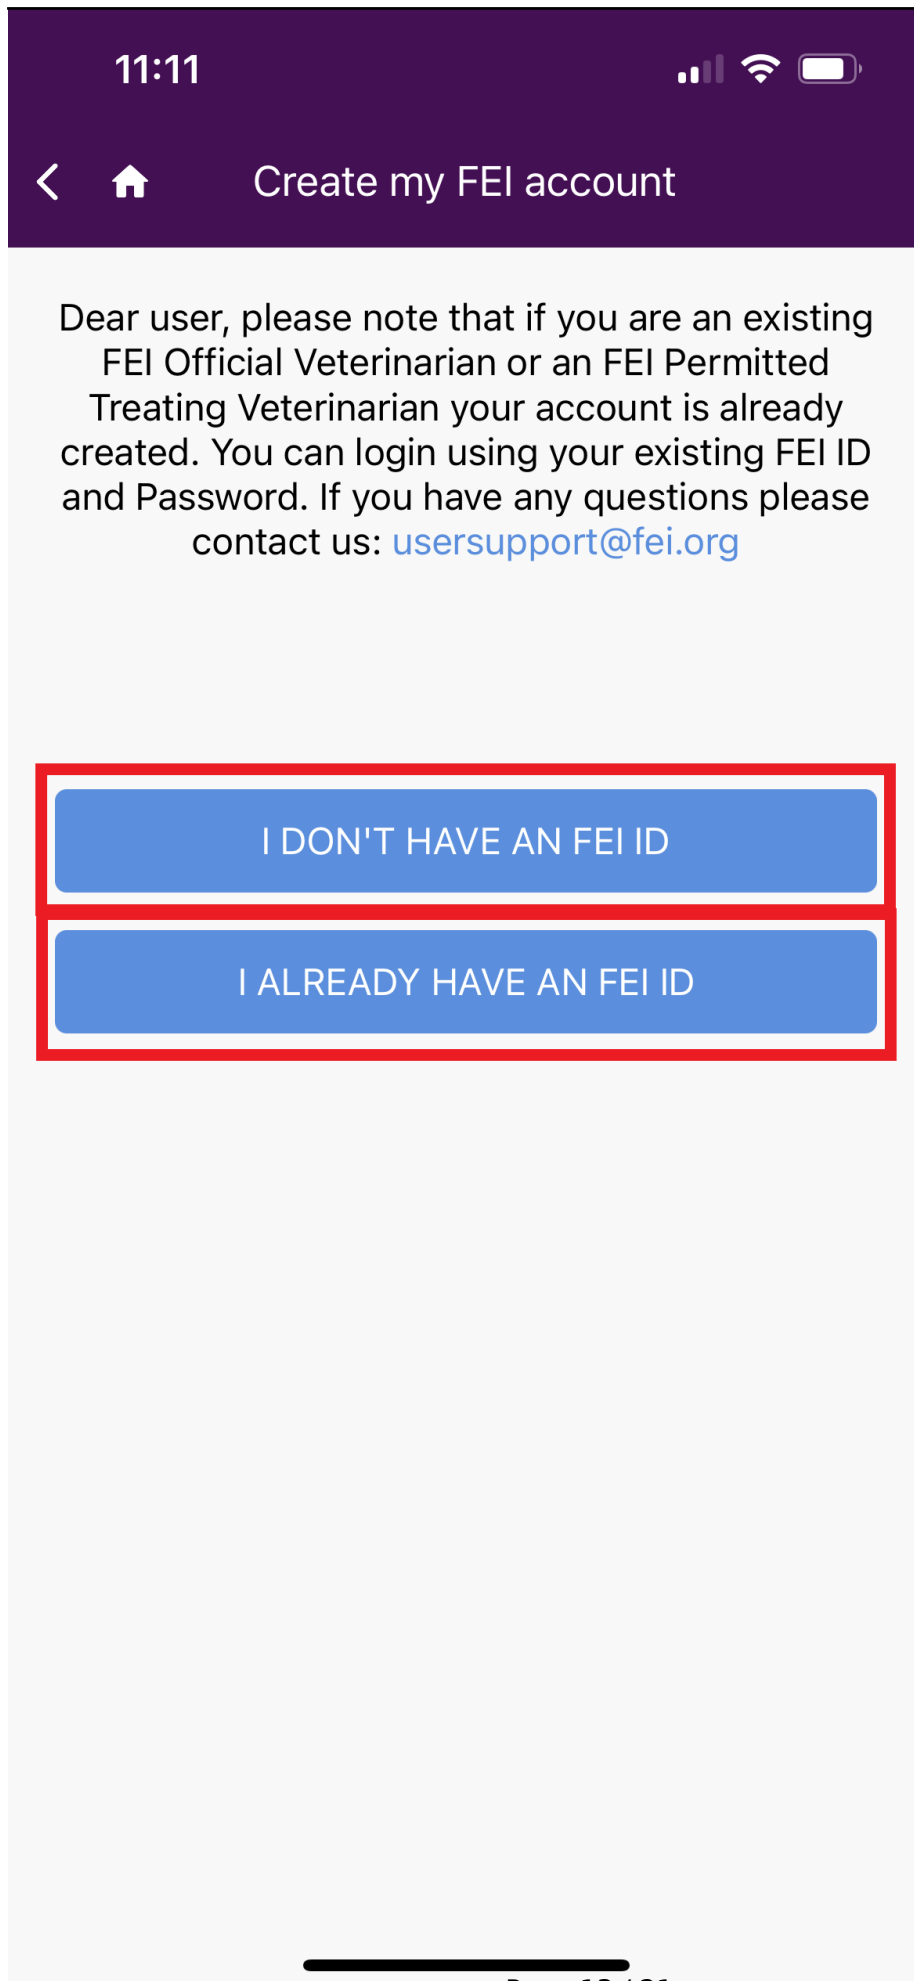 11:11
Create my FEI account
Dear user, please note that if you are an existing
FEI Official Veterinarian or an FEI Permitted
Treating Veterinarian your account is already
created. You can login using your existing FEI ID
and Password. If you have any questions please
contact us: usersupport@fei.org
I DON'T HAVE AN FEI ID
I ALREADY HAVE AN FEI ID